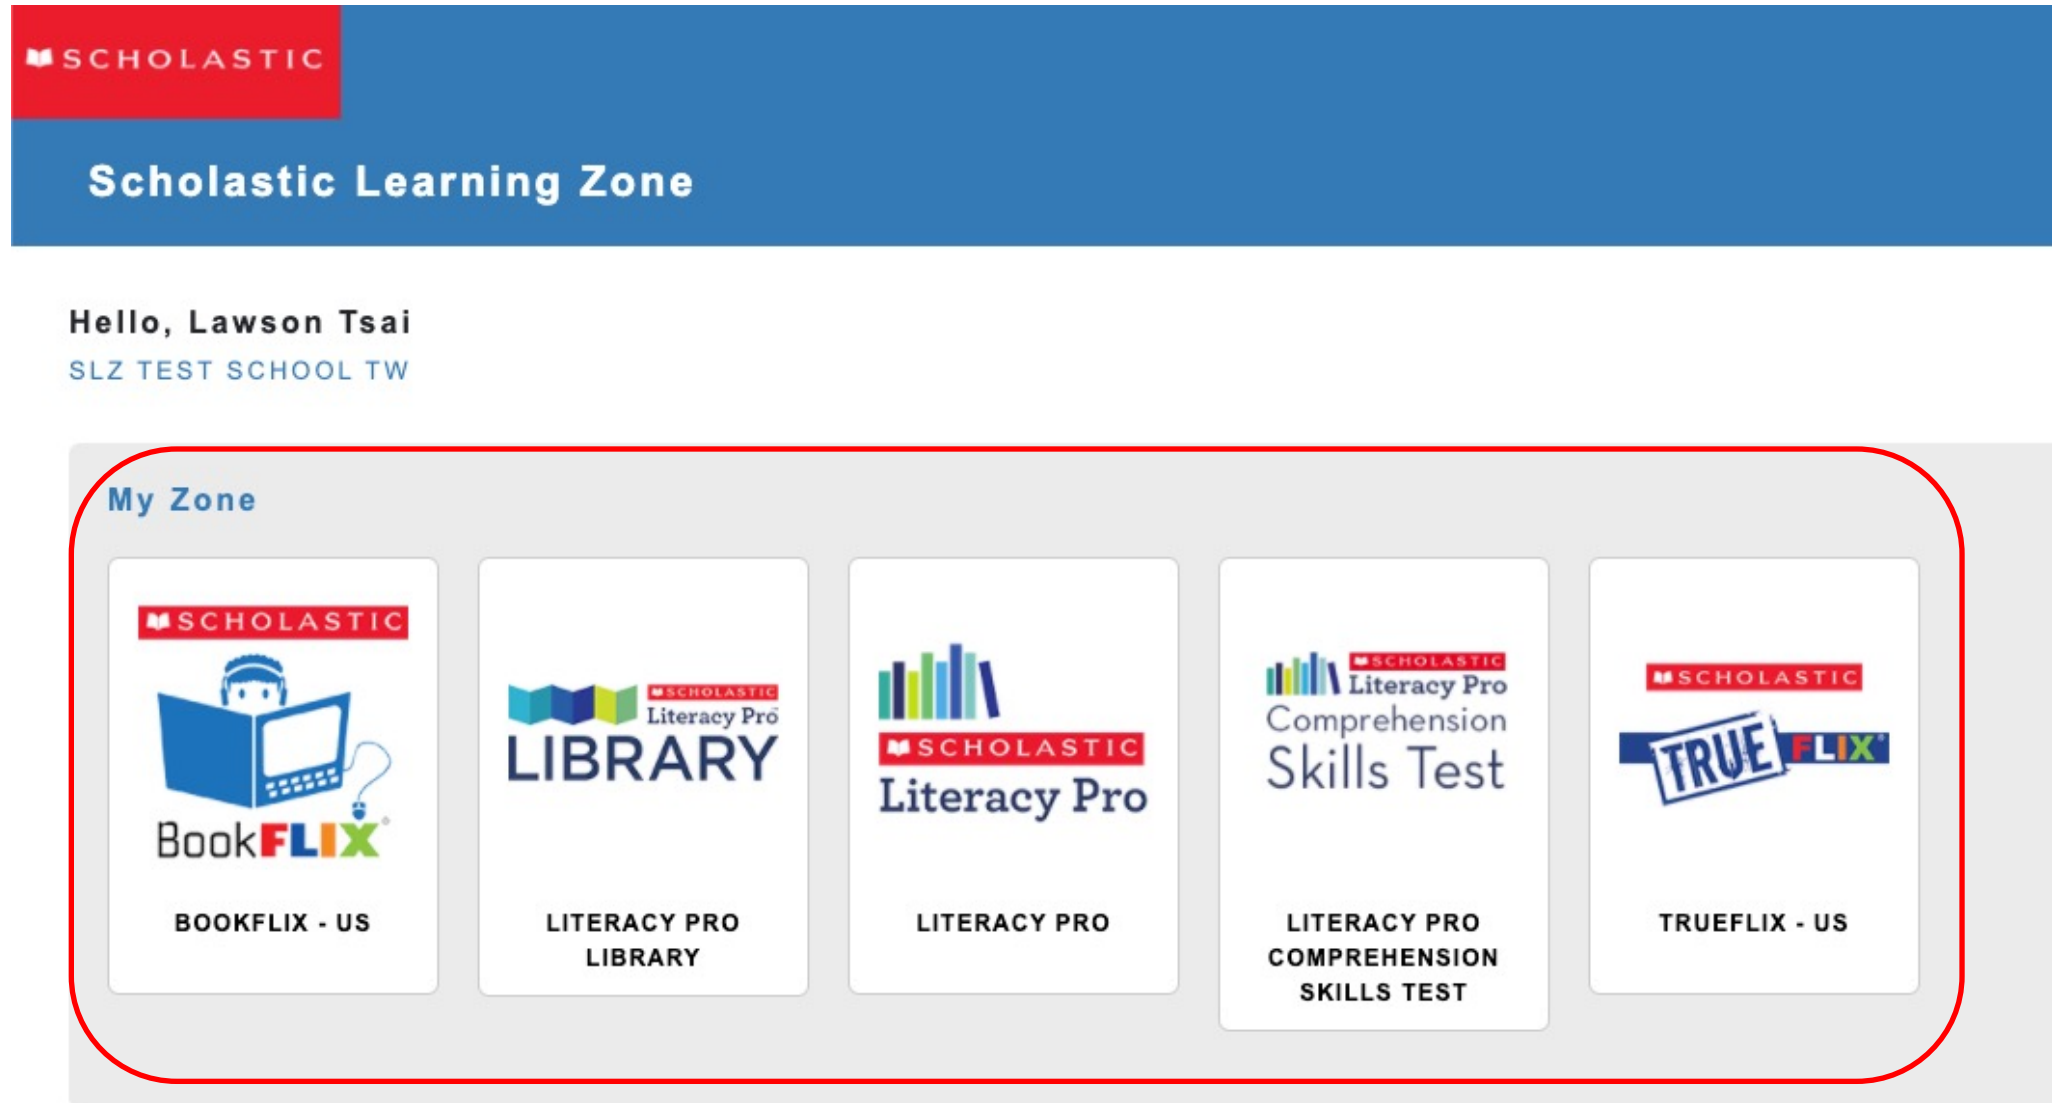 SCHOLASTIC
Scholastic Learning Zone
Hello, Lawson Tsai
SLZ TEST SCHOOL TW
My Zone
SCHOLASTIC
BookFLIX®
BOOKFLIX - US
SCHOLASTIC
Literacy Pro
LIBRARY
LITERACY PRO
LIBRARY
SCHOLASTIC
Literacy Pro
LITERACY PRO
SCHOLASTIC
Literacy Pro
Comprehension
Skills Test
LITERACY PRO
COMPREHENSION
SKILLS TEST
SCHOLASTIC
TRUEFLIX®
TRUEFLIX - US